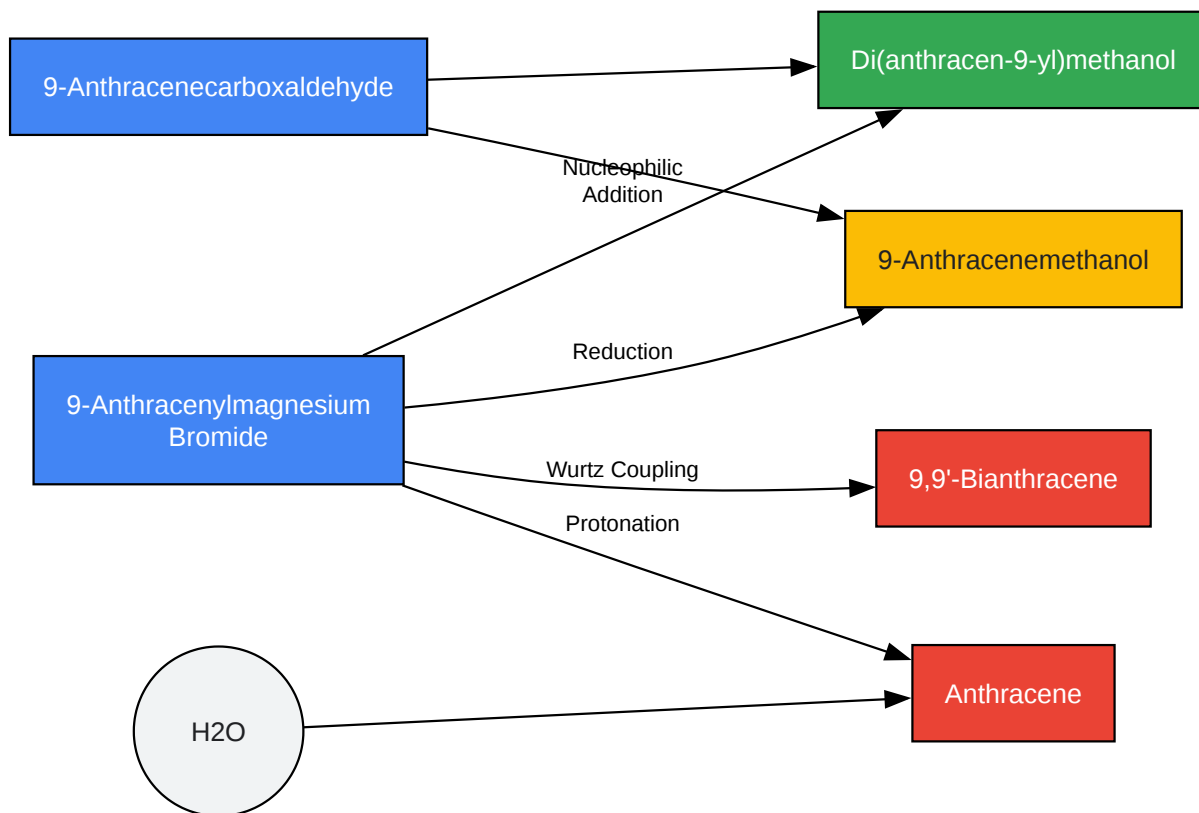 9-Anthracenecarboxaldehyde
Di(anthracen-9-yl)methanol
Nucleophilic
Addition
9-Anthracenemethanol
Reduction
9-Anthracenylmagnesium
Bromide
Wurtz Coupling
9,9'-Bianthracene
Protonation
Anthracene
H2O